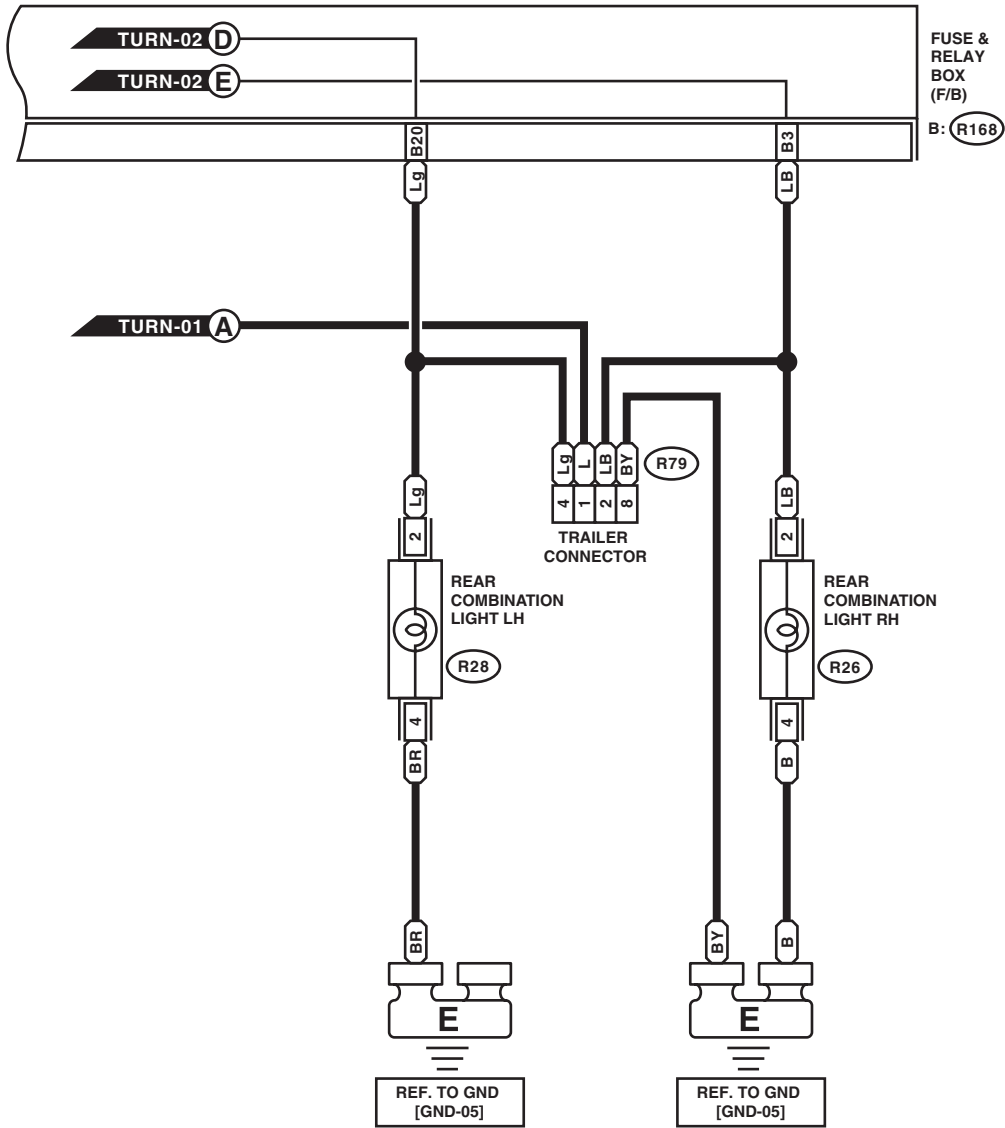 TURN-02 D
TURN-02 E
FUSE &
RELAY
BOX
(F/B)
B: R168
B20
B3
Lg
LB
TURN-01 A
Lg
L
LB
BY
R79
4
1
2
8
TRAILER
CONNECTOR
Lg
2
LB
2
REAR
COMBINATION
LIGHT LH
R28
REAR
COMBINATION
LIGHT RH
R26
4
BR
4
B
BR
BY
B
E
E
REF. TO GND
[GND-05]
REF. TO GND
[GND-05]